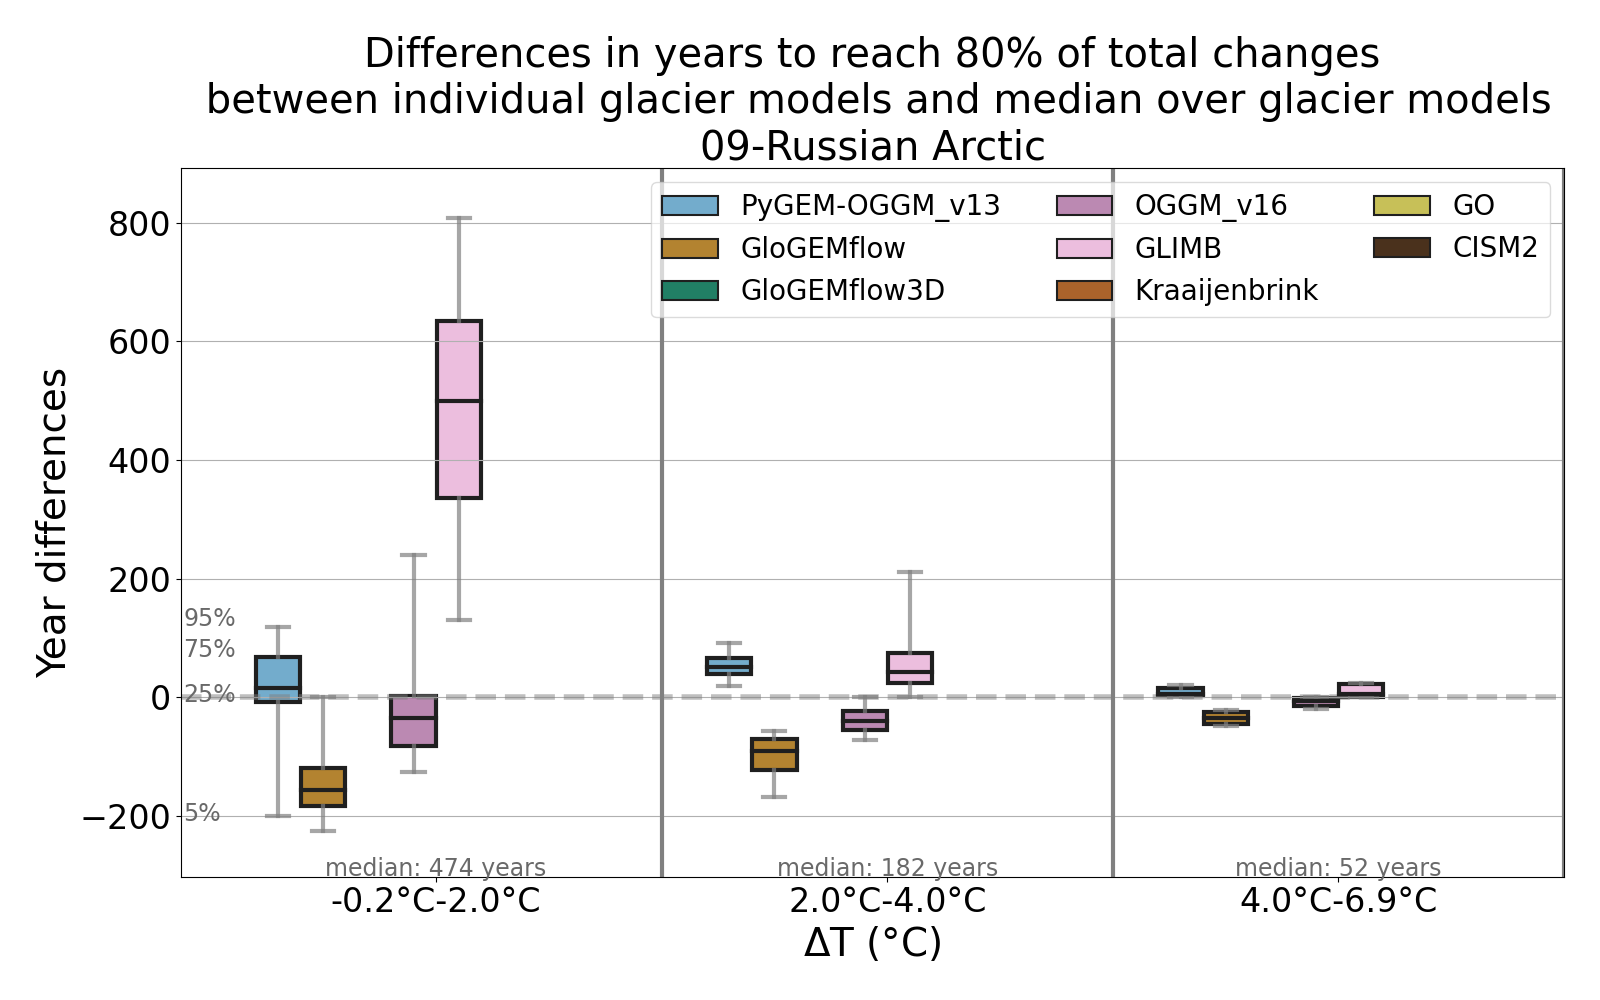 Differences in years to reach 80% of total changes
between individual glacier models and median over glacier models
09-Russian Arctic
PyGEM-OGGM_v13
GloGEMflow
GloGEMflow3D
OGGM_v16
GLIMB
Kraaijenbrink
GO
CISM2
Year differences
800
600
400
200
0
−200
95%
75%
25%
5%
median: 474 years
median: 182 years
median: 52 years
-0.2°C-2.0°C
2.0°C-4.0°C
4.0°C-6.9°C
ΔT (°C)